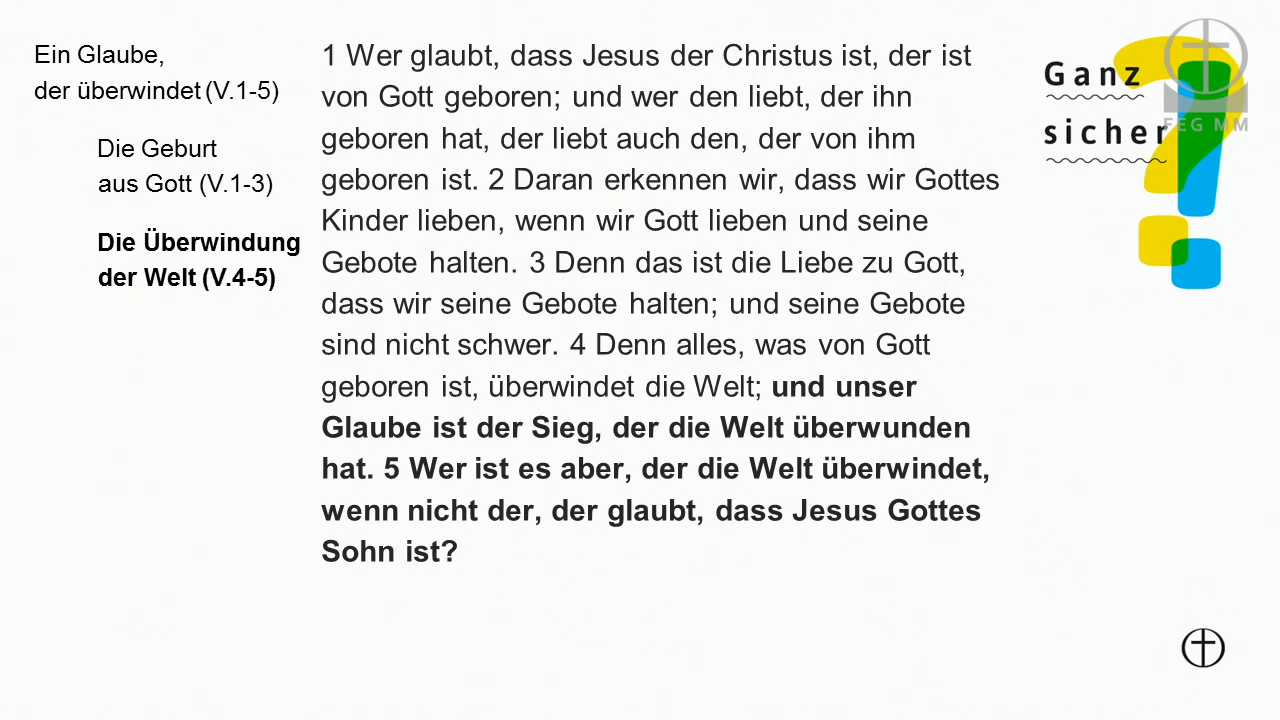 Ein Glaube,
der überwindet (V.1-5)
Die Geburt
aus Gott (V.1-3)
Die Überwindung
der Welt (V.4-5)
1 Wer glaubt, dass Jesus der Christus ist, der ist
von Gott geboren; und wer den liebt, der ihn
geboren hat, der liebt auch den, der von ihm
geboren ist. 2 Daran erkennen wir, dass wir Gottes
Kinder lieben, wenn wir Gott lieben und seine
Gebote halten. 3 Denn das ist die Liebe zu Gott,
dass wir seine Gebote halten; und seine Gebote
sind nicht schwer. 4 Denn alles, was von Gott
geboren ist, überwindet die Welt; und unser
Glaube ist der Sieg, der die Welt überwunden
hat. 5 Wer ist es aber, der die Welt überwindet,
wenn nicht der, der glaubt, dass Jesus Gottes
Sohn ist?
Ganz
sicher
?
FEG MM